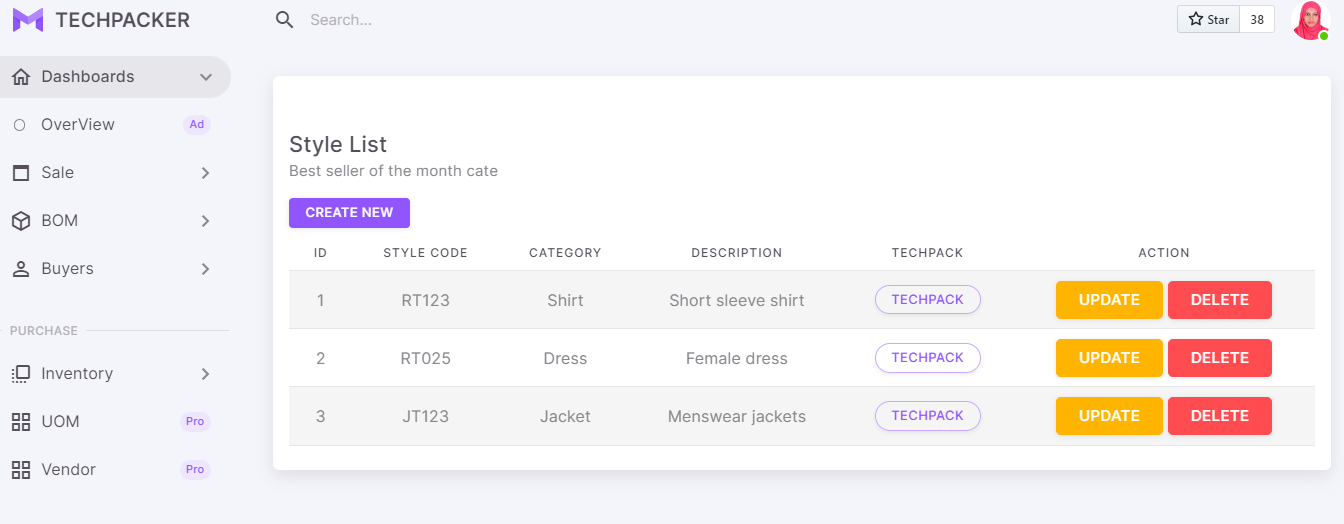 TECHPACKER
Search...
Star 38
Dashboards
OverView Ad
Sale
BOM
Buyers
PURCHASE
Inventory
UOM Pro
Vendor Pro
Style List
Best seller of the month cate
CREATE NEW
ID STYLE CODE CATEGORY DESCRIPTION TECHPACK ACTION
1 RT123 Shirt Short sleeve shirt TECHPACK UPDATE DELETE
2 RT025 Dress Female dress TECHPACK UPDATE DELETE
3 JT123 Jacket Menswear jackets TECHPACK UPDATE DELETE